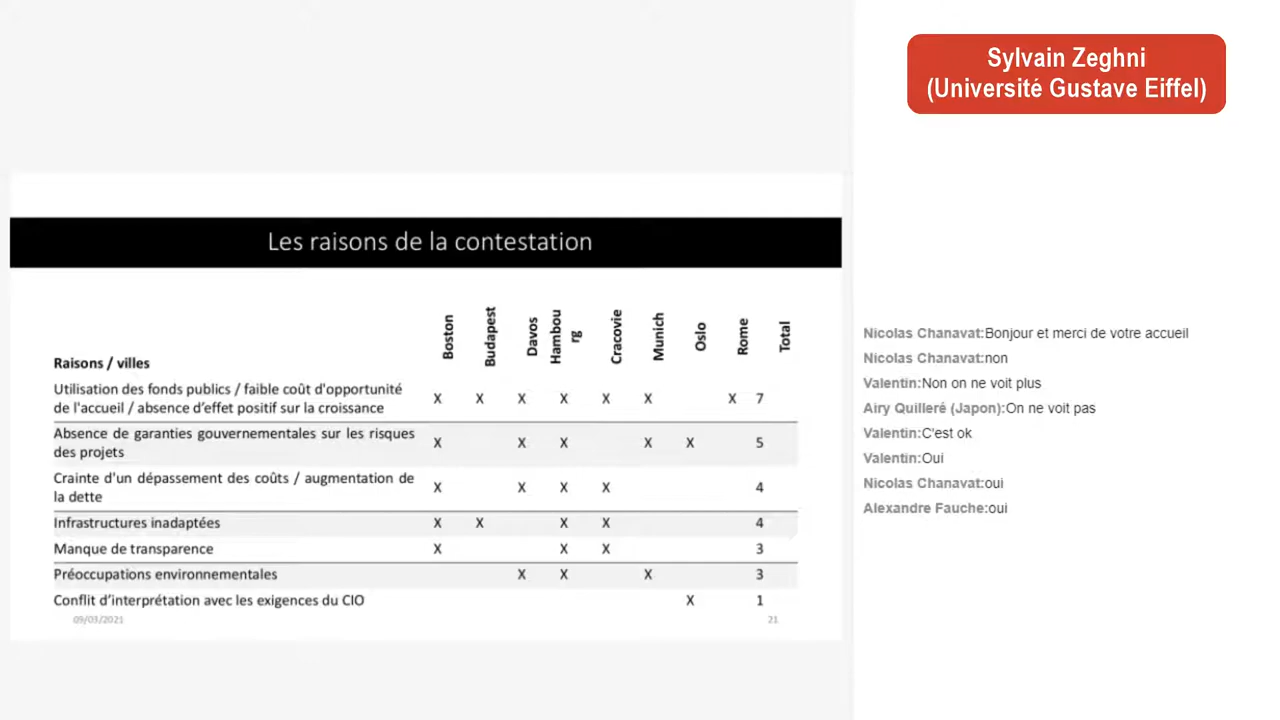 Sylvain Zeghni
(Université Gustave Eiffel)
Les raisons de la contestation
Raisons / villes
Boston
Budapest
Davos
Hambou
rg
Cracovie
Munich
Oslo
Rome
Total
Utilisation des fonds publics / faible coût d'opportunité
de l'accueil / absence d'effet positif sur la croissance
X X X X X X X 7
Absence de garanties gouvernementales sur les risques
des projets
X X X X X 5
Crainte d'un dépassement des coûts / augmentation de
la dette
X X X X 4
Infrastructures inadaptées X X X X 4
Manque de transparence X X X 3
Préoccupations environnementales X X X 3
Conflit d'interprétation avec les exigences du CIO X 1
09/03/2021
21
Nicolas Chanavat:Bonjour et merci de votre accueil
Nicolas Chanavat:non
Valentin:Non on ne voit plus
Airy Quilleré (Japon):On ne voit pas
Valentin:C'est ok
Valentin:Oui
Nicolas Chanavat:oui
Alexandre Fauche:oui